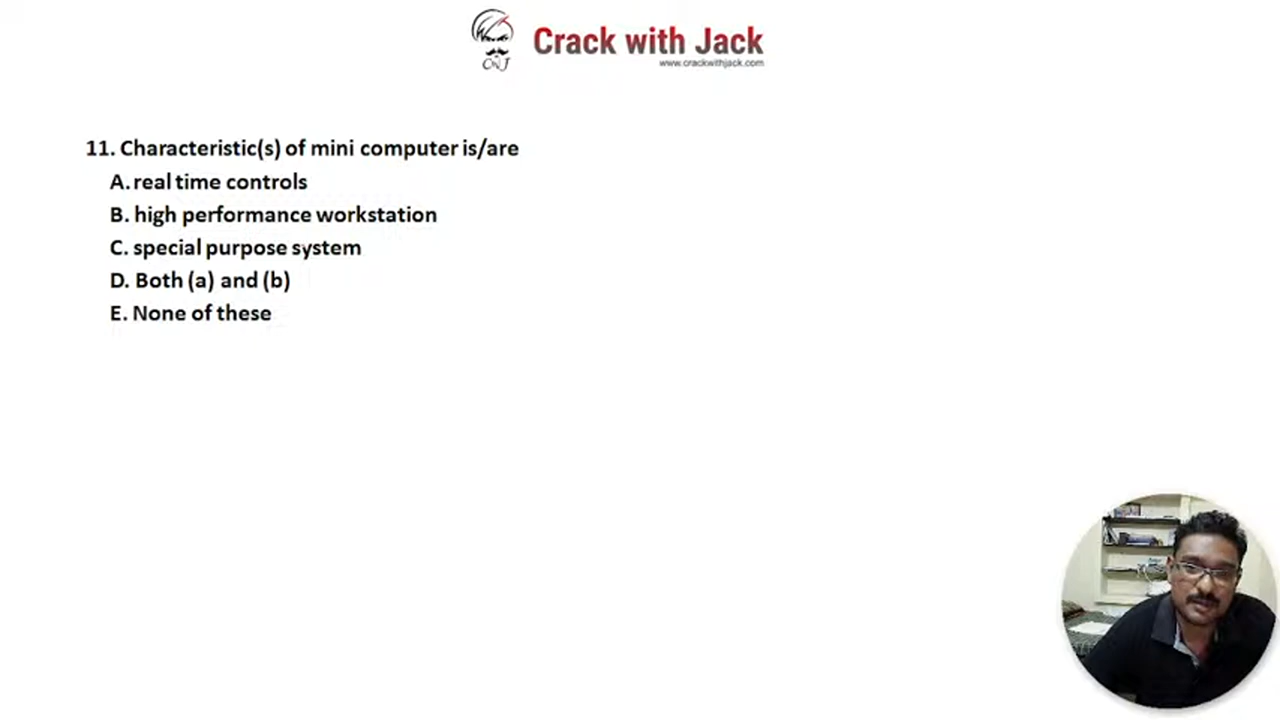 Crack with Jack
www.crackwithjack.com
11. Characteristic(s) of mini computer is/are
A. real time controls
B. high performance workstation
C. special purpose system
D. Both (a) and (b)
E. None of these